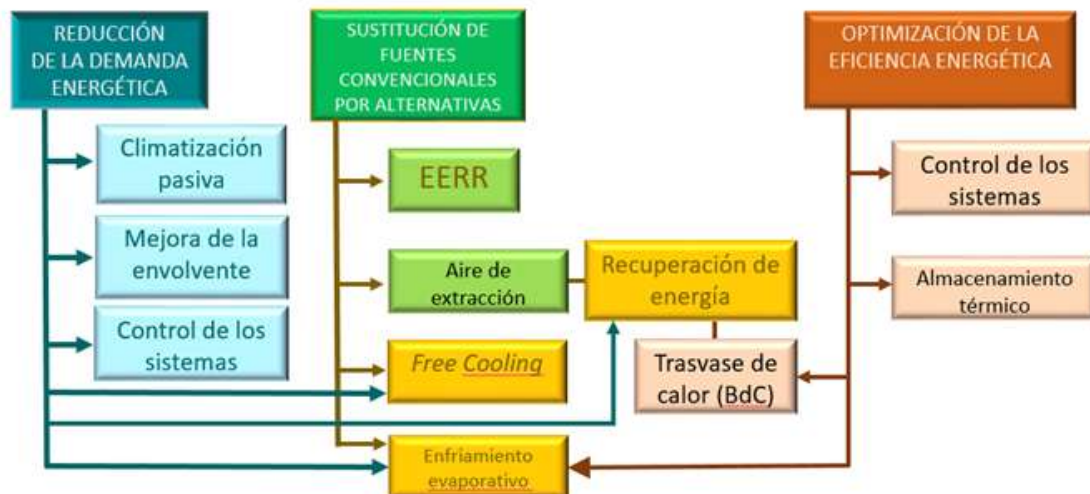 REDUCCIÓN
DE LA DEMANDA
ENERGÉTICA
SUSTITUCIÓN DE
FUENTES
CONVENCIONALES
POR ALTERNATIVAS
OPTIMIZACIÓN DE LA
EFICIENCIA ENERGÉTICA
Climatización
pasiva
Mejora de la
envolvente
Control de los
sistemas
EERR
Aire de
extracción
Recuperación de
energía
Free Cooling
Trasvase de
calor (BdC)
Enfriamiento
evaporativo
Control de los
sistemas
Almacenamiento
térmico